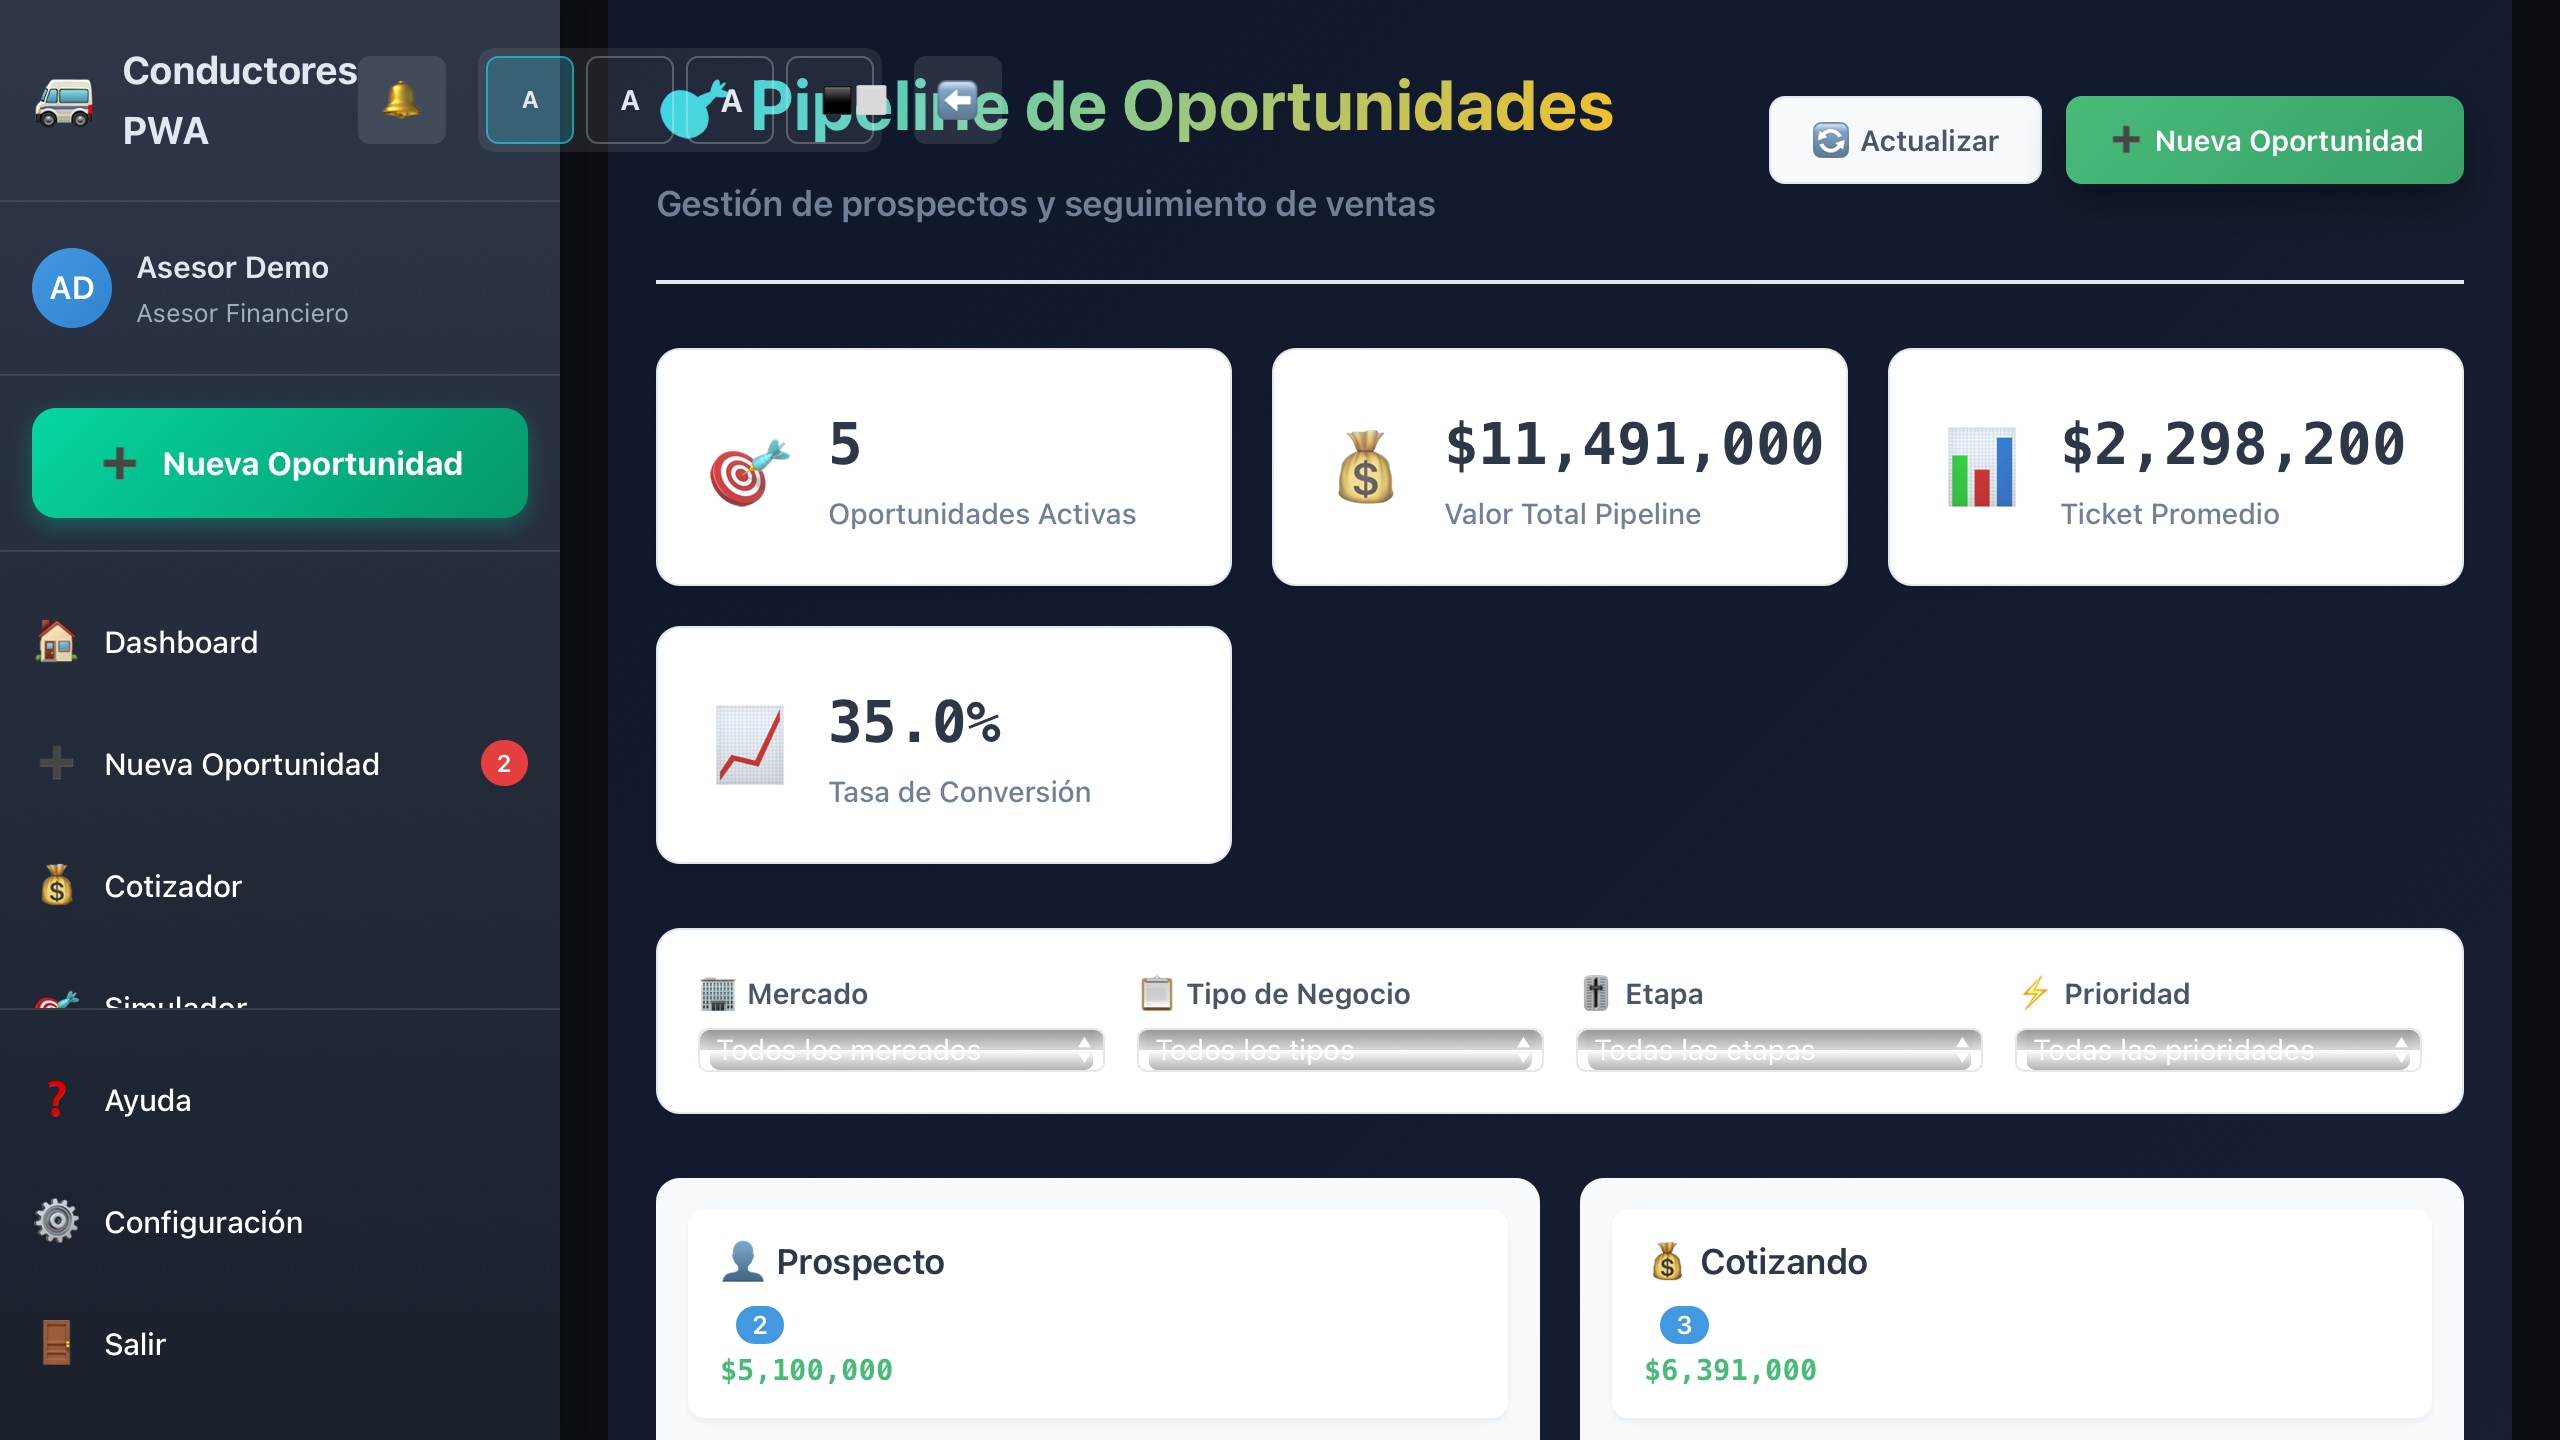 Conductores
PWA
A
A
A
Pipeline de Oportunidades
Actualizar
Nueva Oportunidad
Gestión de prospectos y seguimiento de ventas
AD
Asesor Demo
Asesor Financiero
Nueva Oportunidad
Dashboard
Nueva Oportunidad
2
Cotizador
Simulador
Ayuda
Configuración
Salir
5
Oportunidades Activas
$11,491,000
Valor Total Pipeline
$2,298,200
Ticket Promedio
35.0%
Tasa de Conversión
Mercado
Todos los mercados
Tipo de Negocio
Todos los tipos
Etapa
Todas las etapas
Prioridad
Todas las prioridades
Prospecto
2
$5,100,000
Cotizando
3
$6,391,000